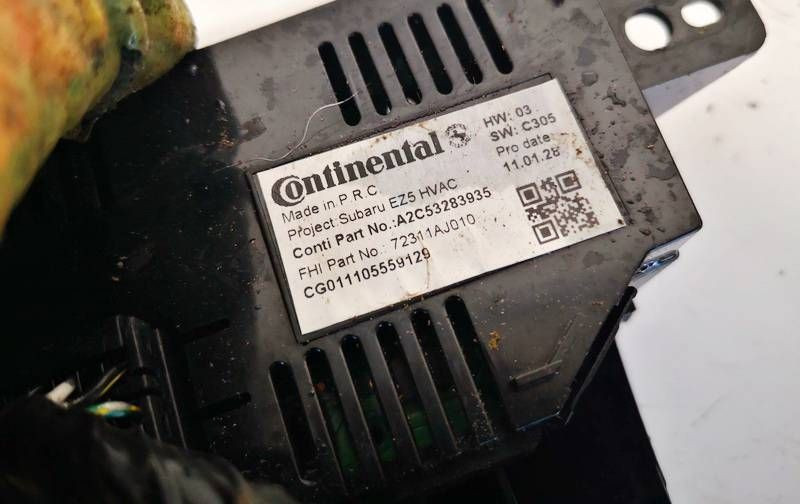 Continental
HW: 03
SW: C305
Pro date
11.01.28
Made in P.R.C
Project:Subaru EZ5 HVAC
Conti Part No.:A2C53283935
FHI Part No.: 72311AJ010
CG011105559129